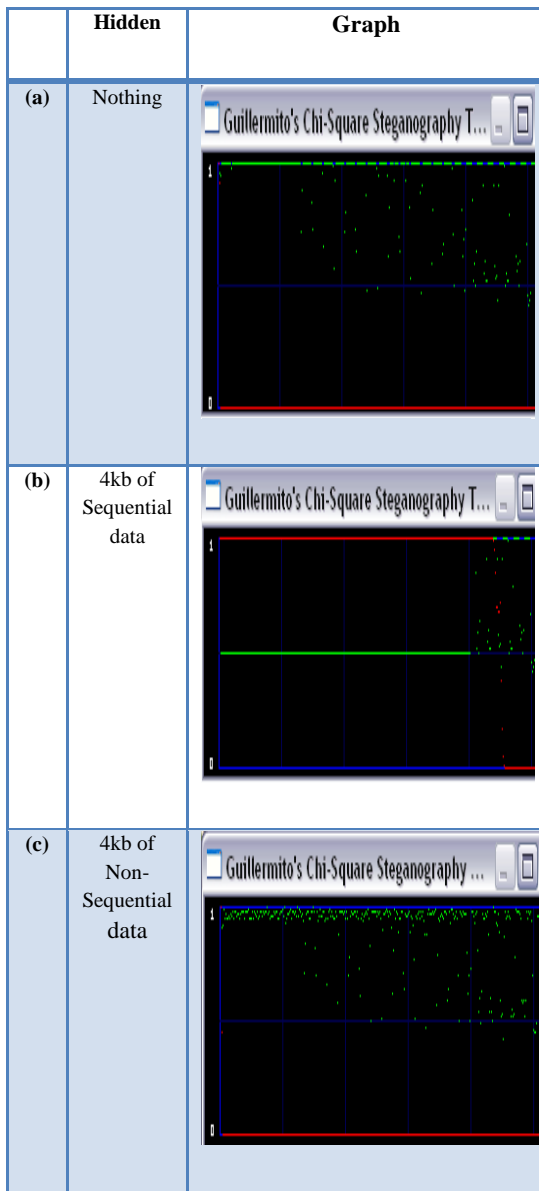 Hidden Graph
(a) Nothing
Guillermito's Chi-Square Steganography T...
1
0
(b) 4kb of
Sequential
data
Guillermito's Chi-Square Steganography T...
1
0
(c) 4kb of
Non-
Sequential
data
Guillermito's Chi-Square Steganography ...
1
0